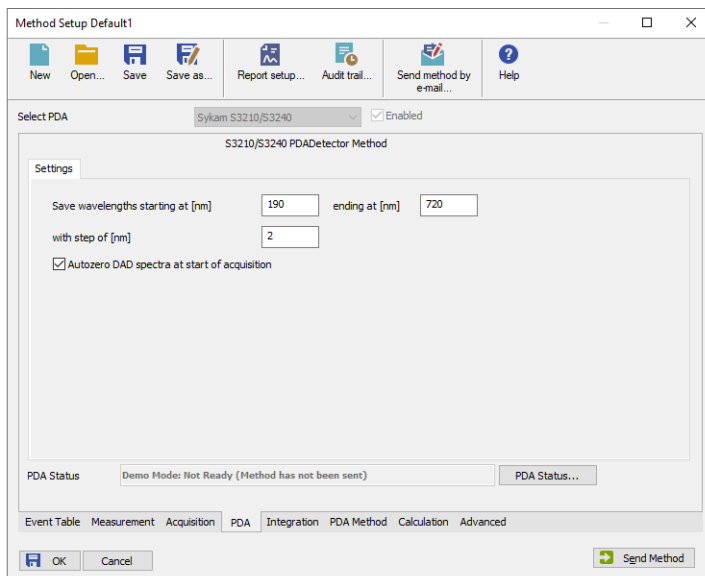 Method Setup Default1
New Open... Save Save as... Report setup... Audit trail... Send method by e-mail... Help
Select PDA Sykam S3210/S3240 Enabled
S3210/S3240 PDADetector Method
Settings
Save wavelengths starting at [nm] 190 ending at [nm] 720
with step of [nm] 2
Autozero DAD spectra at start of acquisition
PDA Status Demo Mode: Not Ready (Method has not been sent) PDA Status...
Event Table Measurement Acquisition PDA Integration PDA Method Calculation Advanced
OK Cancel Send Method